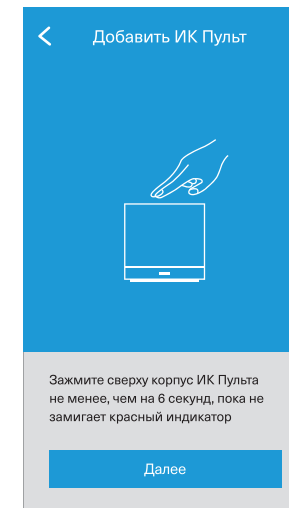 Добавить ИК Пульт
Зажмите сверху корпус ИК Пульта
не менее, чем на 6 секунд, пока не
замигает красный индикатор
Далее